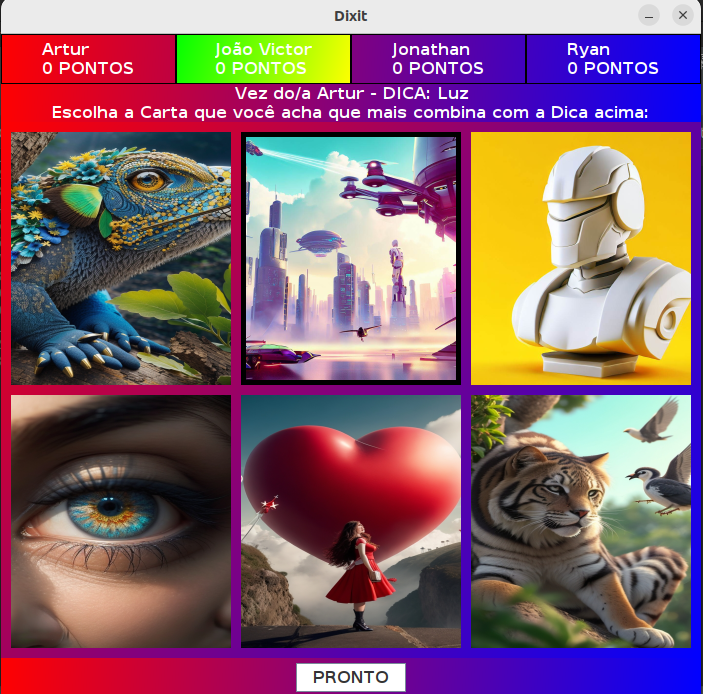 Dixit
Artur
0 PONTOS
João Victor
0 PONTOS
Jonathan
0 PONTOS
Ryan
0 PONTOS
Vez do/a Artur - DICA: Luz
Escolha a Carta que você acha que mais combina com a Dica acima:
PRONTO